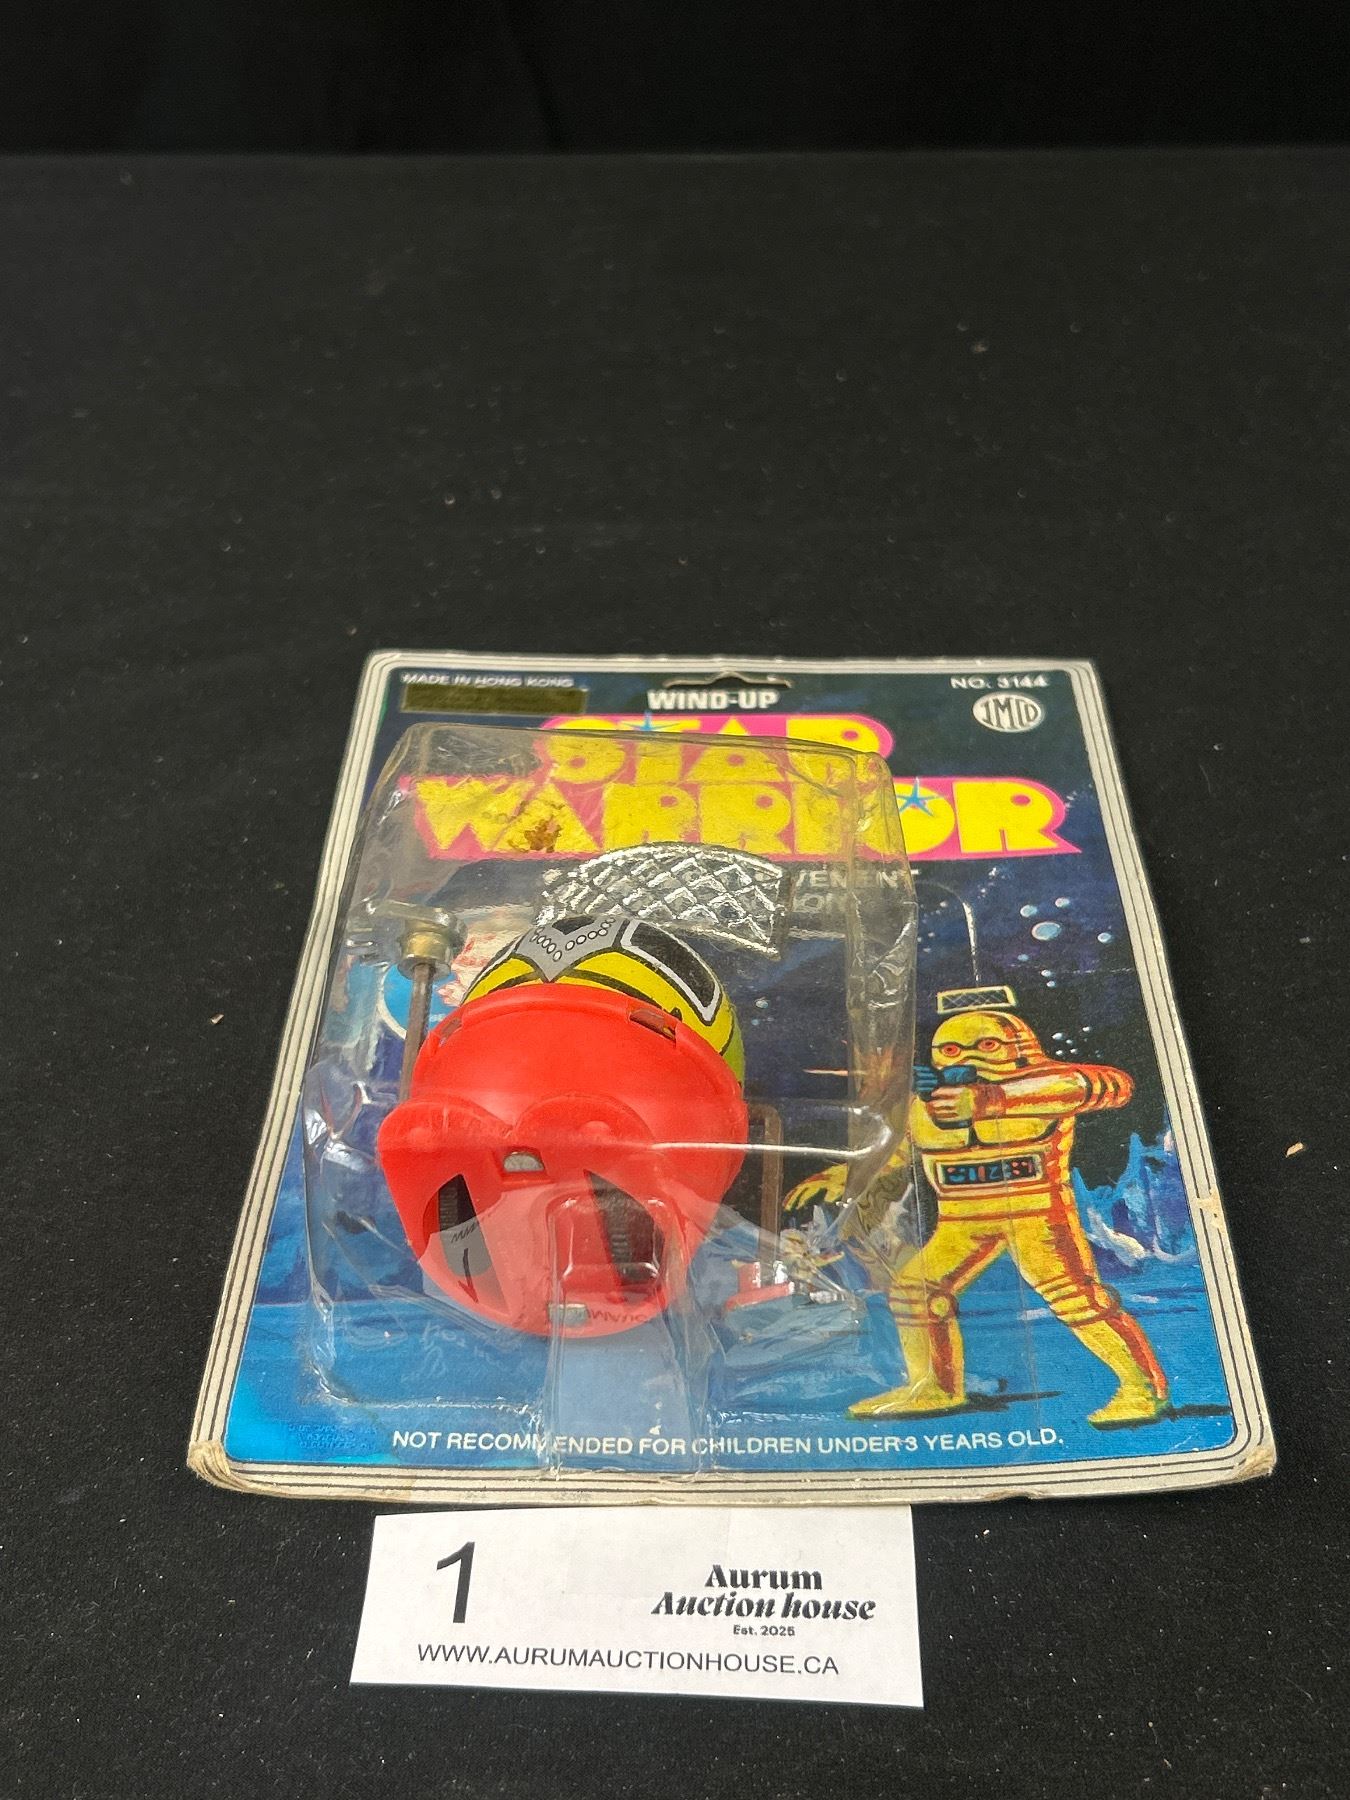 MADE IN HONG KONG
WIND-UP
NO. 3144
STAR
WARRIOR
NOT RECOMMENDED FOR CHILDREN UNDER 3 YEARS OLD.
1
Aurum
Auction house
Est. 2025
WWW.AURUMAUCTIONHOUSE.CA